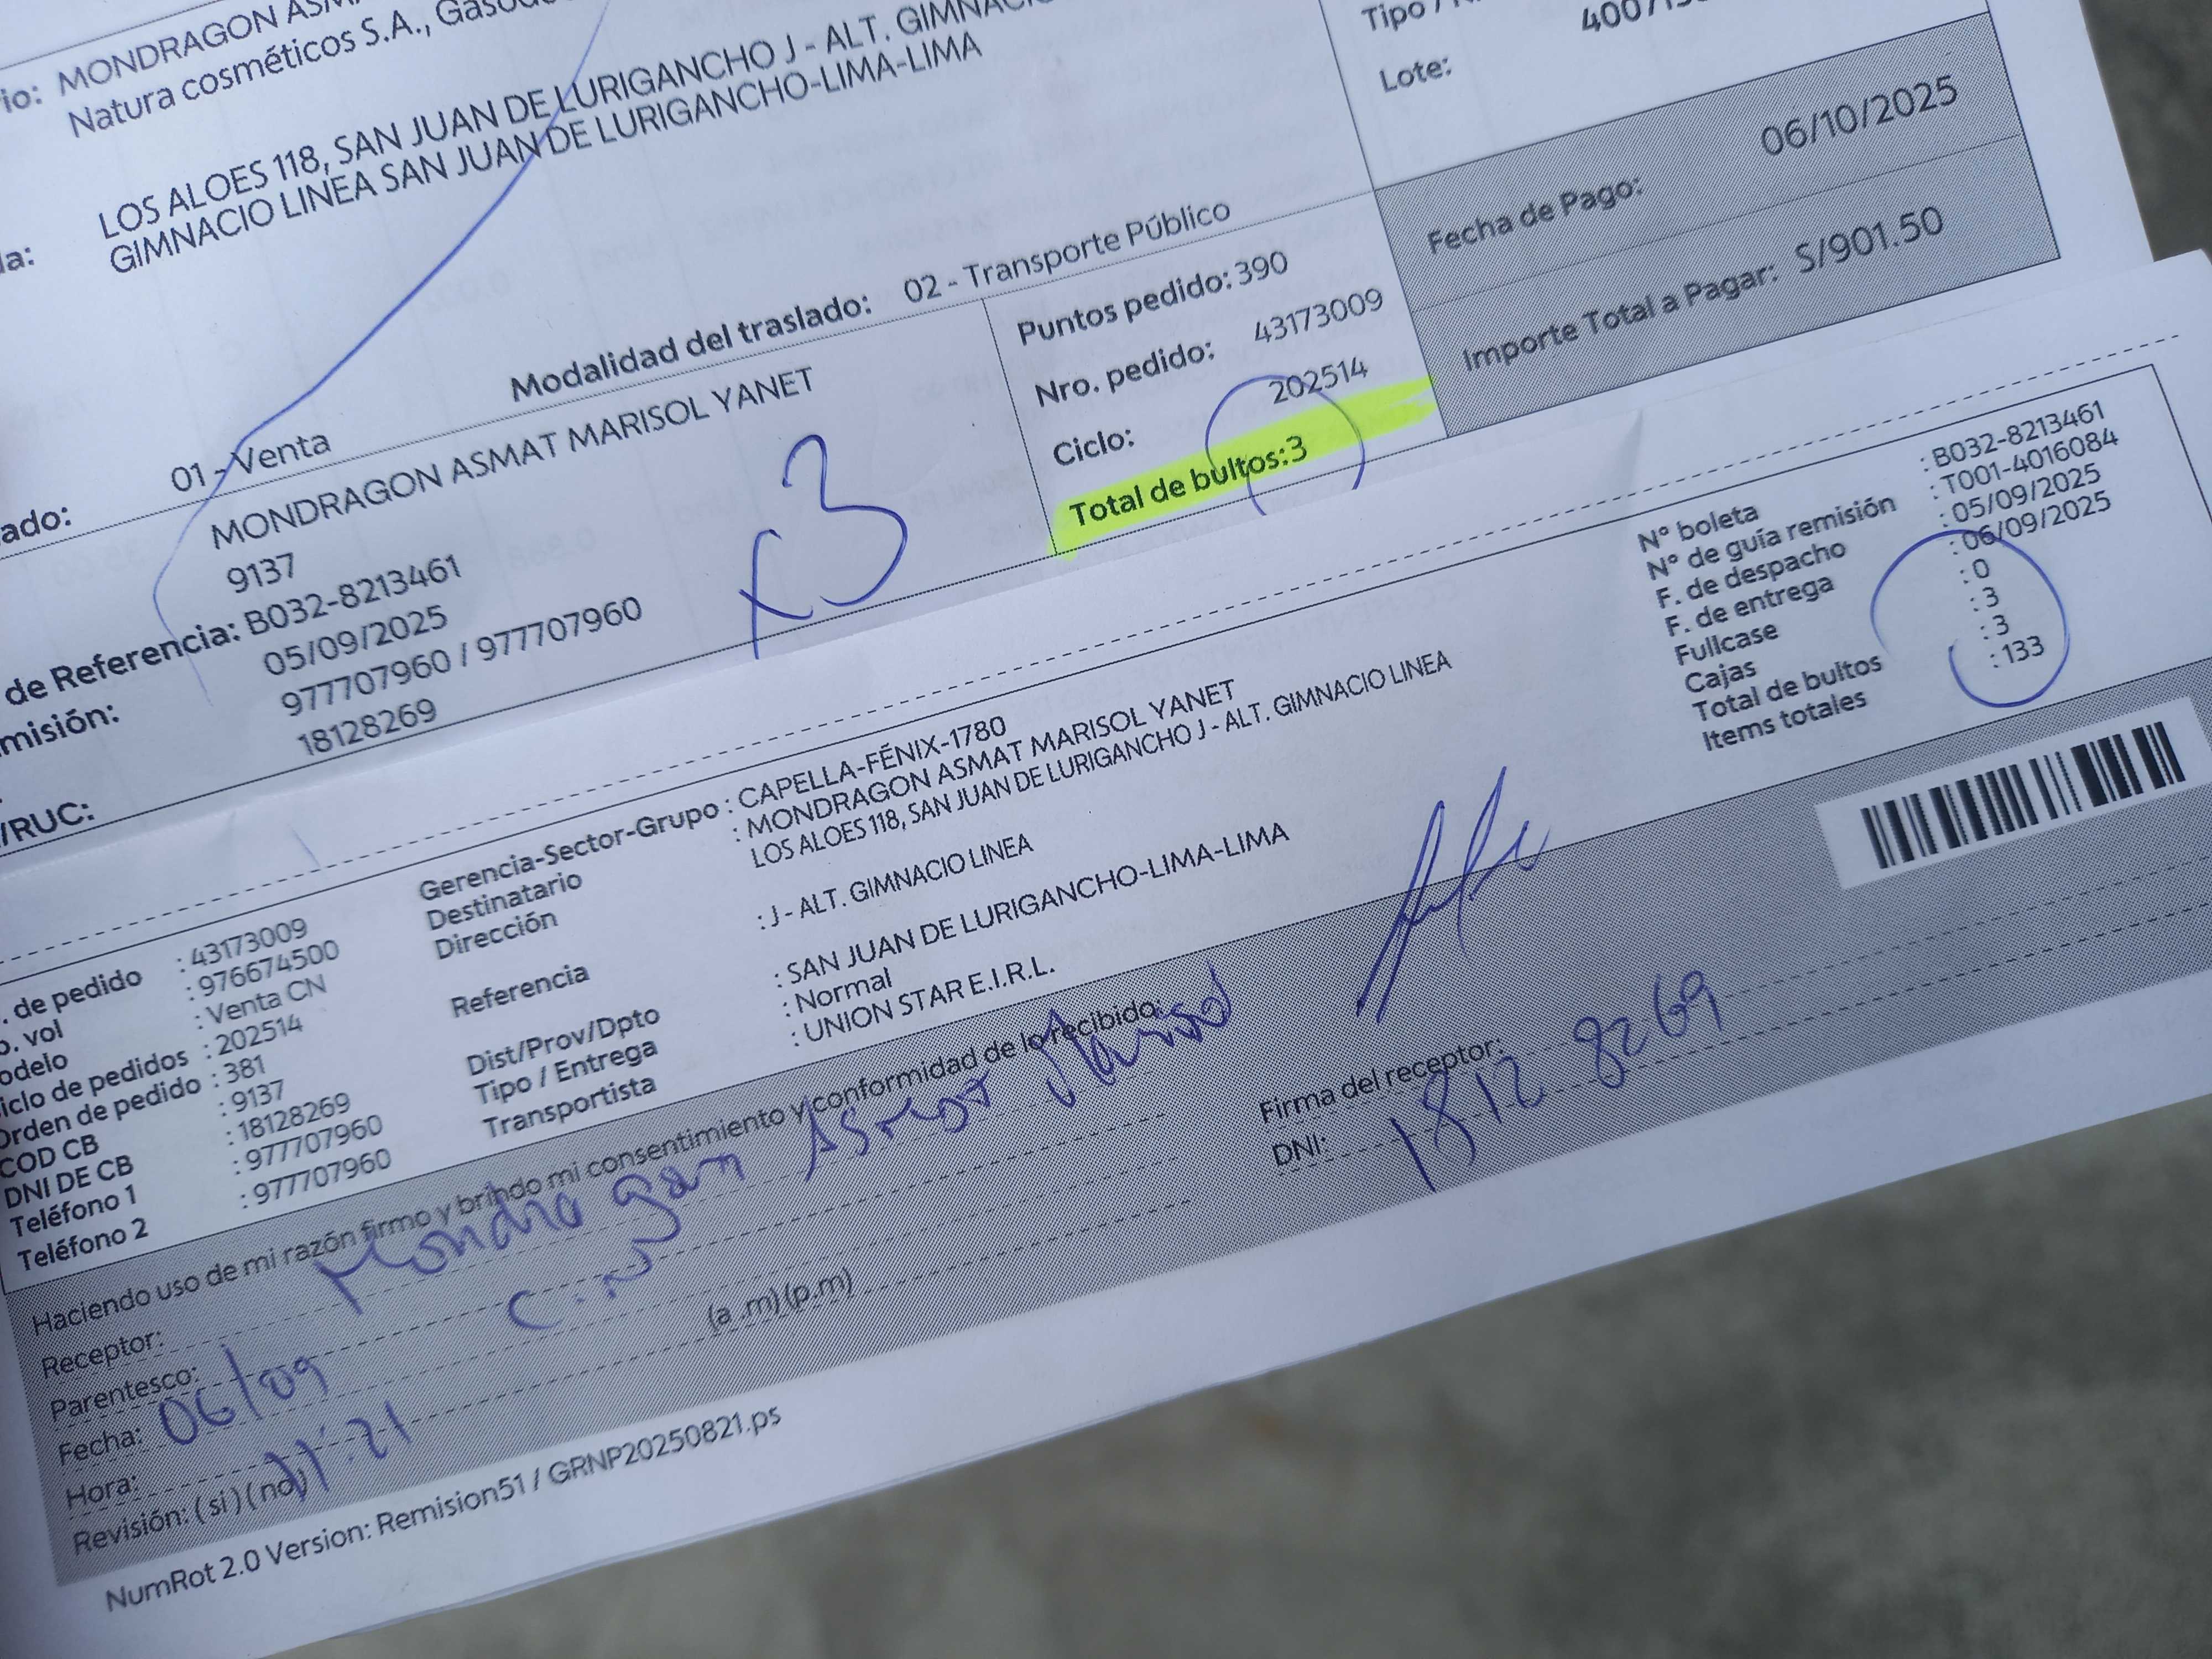 io: MONDRAGON
Natura cosméticos S.A.,
LOS ALOES 118, SAN JUAN DE LURIGANCHO J - ALT.
GIMNACIO LINEA SAN JUAN DE LURIGANCHO-LIMA-LIMA
Lote:
Fecha de Pago: 06/10/2025
Importe Total a Pagar: S/901.50
ado: 01 - Venta
Modalidad del traslado: 02 - Transporte Público
MONDRAGON ASMAT MARISOL YANET
9137
de Referencia: B032-8213461
misión: 05/09/2025
977707960 / 977707960
/RUC: 18128269
x3
Puntos pedido: 390
Nro. pedido: 43173009
Ciclo: 202514
Total de bultos:3
. de pedido : 43173009
. vol : 976674500
odelo : Venta CN
iclo de pedidos : 202514
Orden de pedido : 381
COD CB : 9137
DNI DE CB : 18128269
Teléfono 1 : 977707960
Teléfono 2 : 977707960
Gerencia-Sector-Grupo : CAPELLA-FÉNIX-1780
Destinatario : MONDRAGON ASMAT MARISOL YANET
Dirección LOS ALOES 118, SAN JUAN DE LURIGANCHO J - ALT. GIMNACIO LINEA
Referencia : J - ALT. GIMNACIO LINEA
Dist/Prov/Dpto : SAN JUAN DE LURIGANCHO-LIMA-LIMA
Tipo / Entrega : Normal
Transportista : UNION STAR E.I.R.L.
N° boleta : B032-8213461
N° de guía remisión : T001-4016084
F. de despacho : 05/09/2025
F. de entrega : 06/09/2025
Fullcase : 0
Cajas : 3
Total de bultos : 3
Items totales : 133
Haciendo uso de mi razón firmo y brindo mi consentimiento y conformidad de lo recibido:
Receptor: Mondragon Asmat Marisol
Parentesco: C.N
Fecha: 06/09
Hora: 11:21 (a .m) (p.m)
Revisión: ( si ) ( no )
Firma del receptor:
DNI: 18128269
NumRot 2.0 Version: Remision51 / GRNP20250821.ps